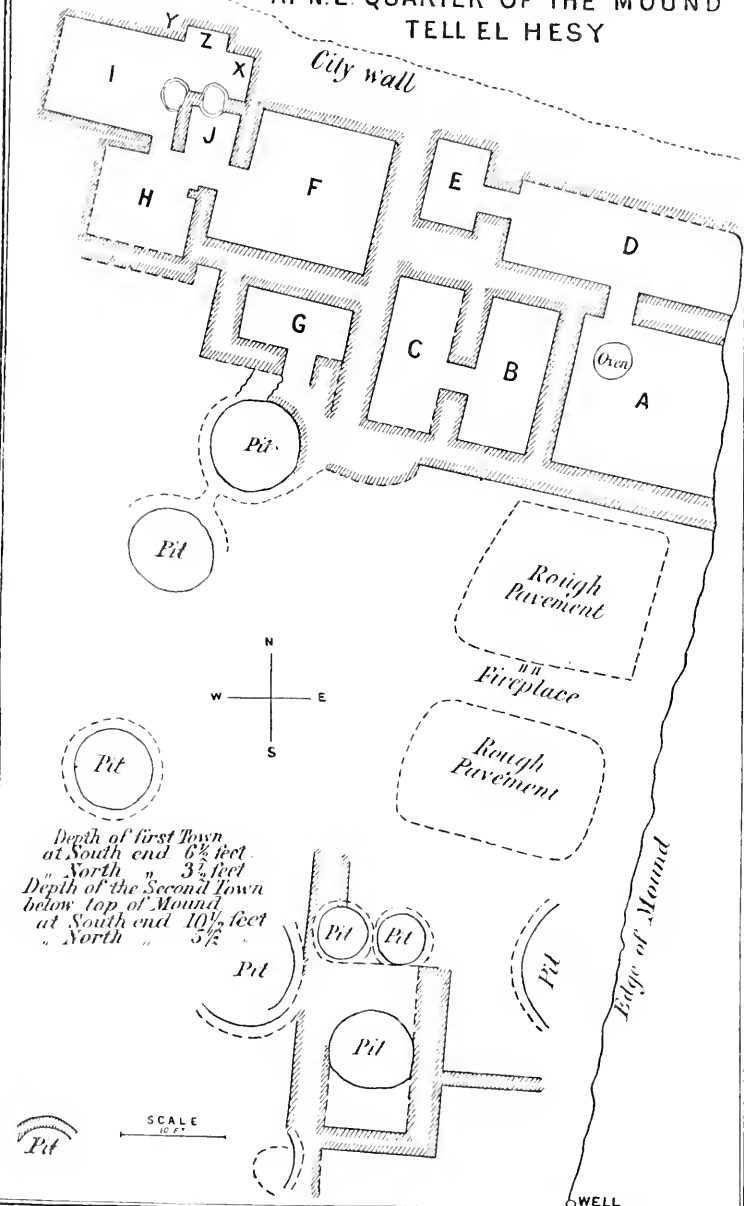 AT N.E. QUARTER OF THE MOUND
TELL EL HESY
City wall
Y
Z
X
I
J
H
F
E
D
G
C
B
A
Oven
Pit
Pit
Rough
Pavement
Fireplace
Rough
Pavement
N
W
E
S
Pit
Depth of first Town
at South end 6½ feet
„ North „ 3½ feet
Depth of the Second Town
below top of Mound
at South end 10½ feet
„ North „ 5½ „
Pit
Pit
Pit
Pit
Pit
Edge of Mound
Pit
SCALE
10 FT
WELL